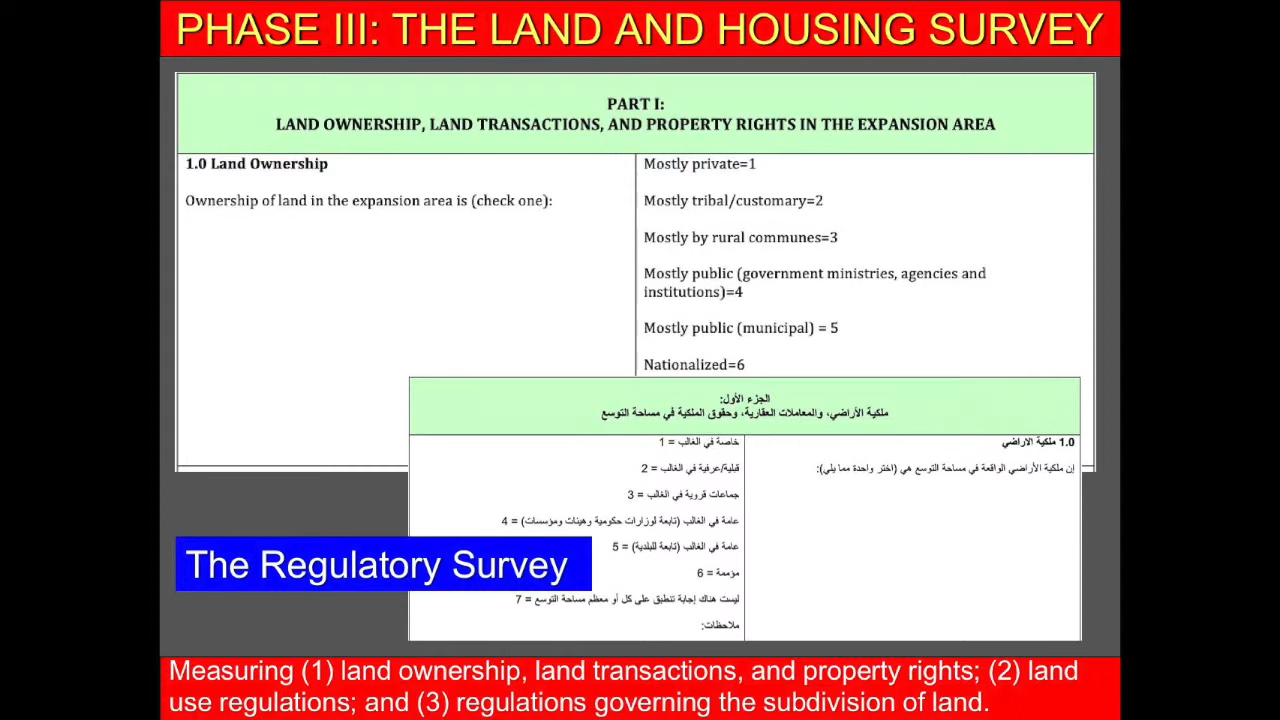 PHASE III: THE LAND AND HOUSING SURVEY
PART I:
LAND OWNERSHIP, LAND TRANSACTIONS, AND PROPERTY RIGHTS IN THE EXPANSION AREA
1.0 Land Ownership
Ownership of land in the expansion area is (check one):
Mostly private=1
Mostly tribal/customary=2
Mostly by rural communes=3
Mostly public (government ministries, agencies and
institutions)=4
Mostly public (municipal) = 5
Nationalized=6
الجزء الأول:
ملكية الأراضي، والمعاملات العقارية، وحقوق الملكية في مساحة التوسع
1.0 ملكية الاراضي
إن ملكية الأراضي الواقعة في مساحة التوسع هي (اختر واحدة مما يلي):
خاصة في الغالب = 1
قبلية/عرفية في الغالب = 2
جماعات قروية في الغالب = 3
عامة في الغالب (تابعة لوزارات حكومية وهيئات ومؤسسات) = 4
عامة في الغالب (تابعة للبلدية) = 5
مؤممة = 6
ليست هناك إجابة تنطبق على كل أو معظم مساحة التوسع = 7
ملاحظات:
The Regulatory Survey
Measuring (1) land ownership, land transactions, and property rights; (2) land
use regulations; and (3) regulations governing the subdivision of land.